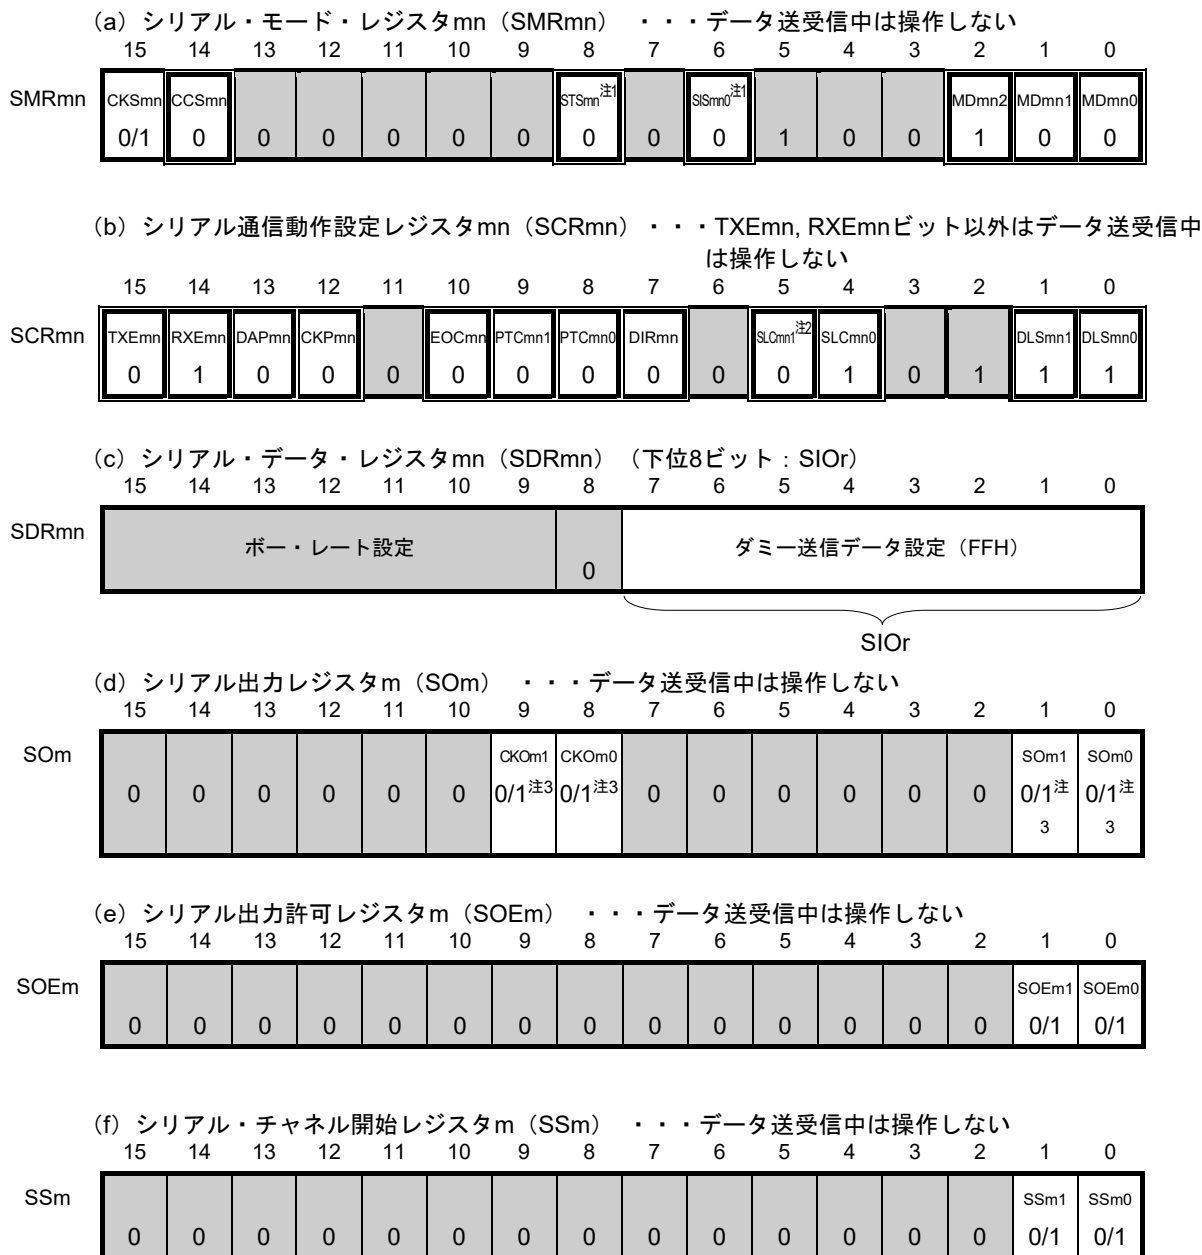 (a) シリアル・モード・レジスタmn（SMRmn） ・・・データ送受信中は操作しない
15 14 13 12 11 10 9 8 7 6 5 4 3 2 1 0
SMRmn CKSmn CCSmn STSmn注1 SISmn0注1 MDmn2 MDmn1 MDmn0
0/1 0 0 0 0 0 0 0 0 0 1 0 0 1 0 0
(b) シリアル通信動作設定レジスタmn（SCRmn）・・・TXEmn, RXEmnビット以外はデータ送受信中
は操作しない
15 14 13 12 11 10 9 8 7 6 5 4 3 2 1 0
SCRmn TXEmn RXEmn DAPmn CKPmn EOCmn PTCmn1 PTCmn0 DIRmn SLCmn1注2 SLCmn0 DLSmn1 DLSmn0
0 1 0 0 0 0 0 0 0 0 0 1 0 1 1 1
(c) シリアル・データ・レジスタmn（SDRmn）（下位8ビット：SIOr）
15 14 13 12 11 10 9 8 7 6 5 4 3 2 1 0
SDRmn ボー・レート設定 ダミー送信データ設定（FFH）
0
SIOr
(d) シリアル出力レジスタm（SOm） ・・・データ送受信中は操作しない
15 14 13 12 11 10 9 8 7 6 5 4 3 2 1 0
SOm CKOm1 CKOm0 SOm1 SOm0
0 0 0 0 0 0 0/1注3 0/1注3 0 0 0 0 0 0 0/1注 0/1注
3 3
(e) シリアル出力許可レジスタm（SOEm） ・・・データ送受信中は操作しない
15 14 13 12 11 10 9 8 7 6 5 4 3 2 1 0
SOEm SOEm1 SOEm0
0 0 0 0 0 0 0 0 0 0 0 0 0 0 0/1 0/1
(f) シリアル・チャネル開始レジスタm（SSm） ・・・データ送受信中は操作しない
15 14 13 12 11 10 9 8 7 6 5 4 3 2 1 0
SSm SSm1 SSm0
0 0 0 0 0 0 0 0 0 0 0 0 0 0 0/1 0/1